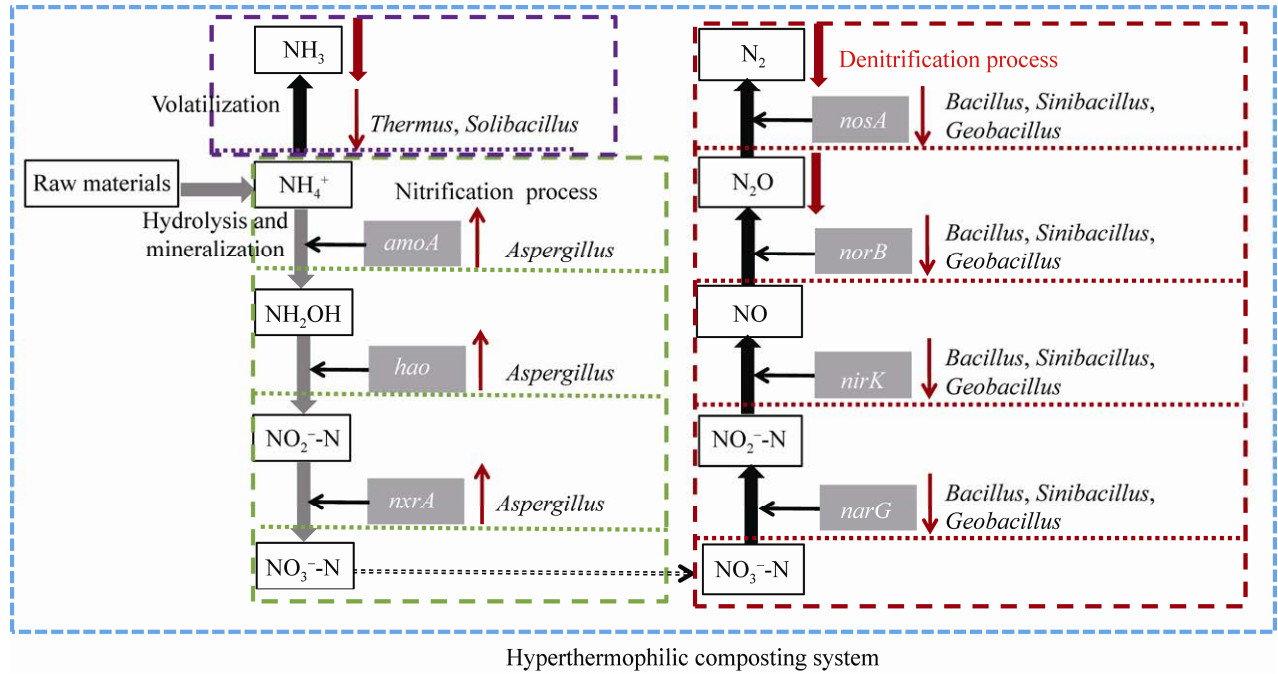 NH₃
Volatilization
Thermus, Solibacillus
Raw materials
NH₄⁺
Nitrification process
Hydrolysis and
mineralization
amoA
Aspergillus
NH₂OH
hao
Aspergillus
NO₂⁻-N
nxrA
Aspergillus
NO₃⁻-N
N₂
Denitrification process
nosA
Bacillus, Sinibacillus,
Geobacillus
N₂O
norB
Bacillus, Sinibacillus,
Geobacillus
NO
nirK
Bacillus, Sinibacillus,
Geobacillus
NO₂⁻-N
narG
Bacillus, Sinibacillus,
Geobacillus
NO₃⁻-N
Hyperthermophilic composting system